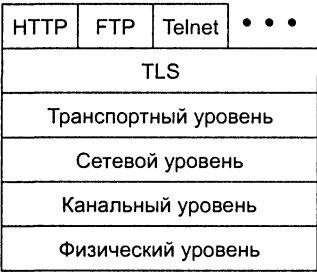 HTTP FTP Telnet • • •
TLS
Транспортный уровень
Сетевой уровень
Канальный уровень
Физический уровень